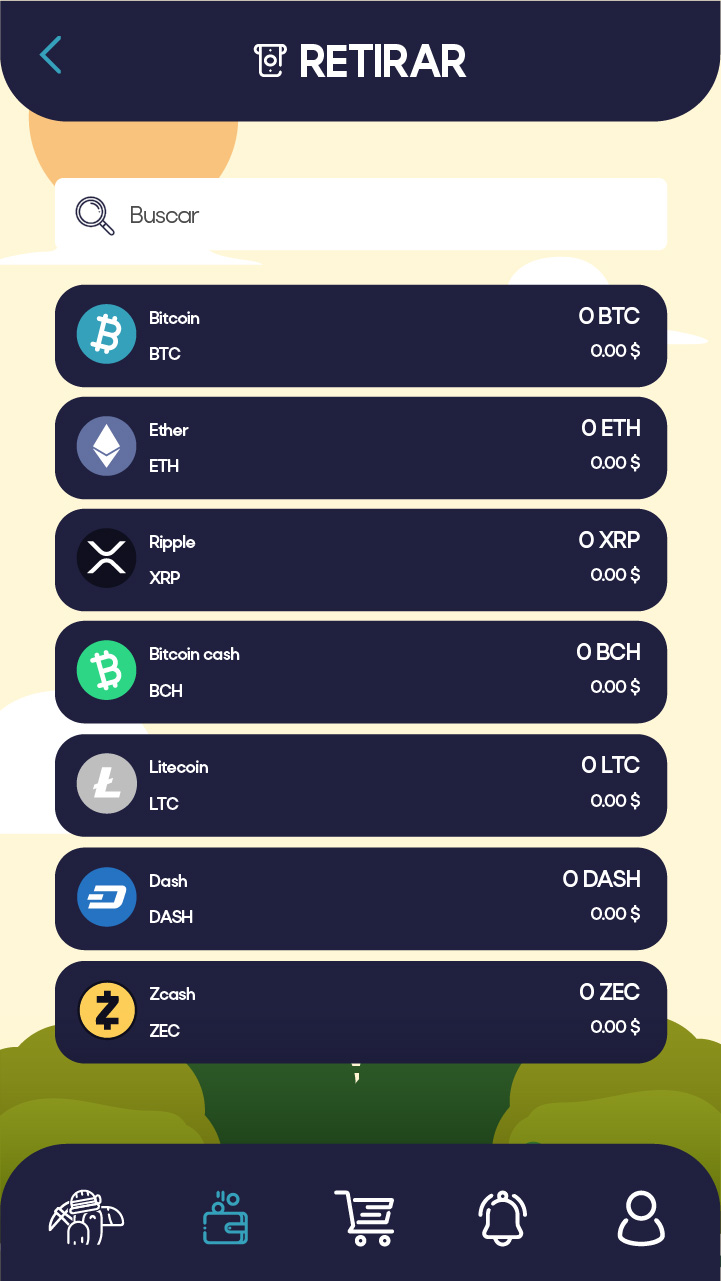 RETIRAR
Buscar
Bitcoin
0 BTC
BTC
0.00 $
Ether
0 ETH
ETH
0.00 $
Ripple
0 XRP
XRP
0.00 $
Bitcoin cash
0 BCH
BCH
0.00 $
Litecoin
0 LTC
LTC
0.00 $
Dash
0 DASH
DASH
0.00 $
Zcash
0 ZEC
ZEC
0.00 $